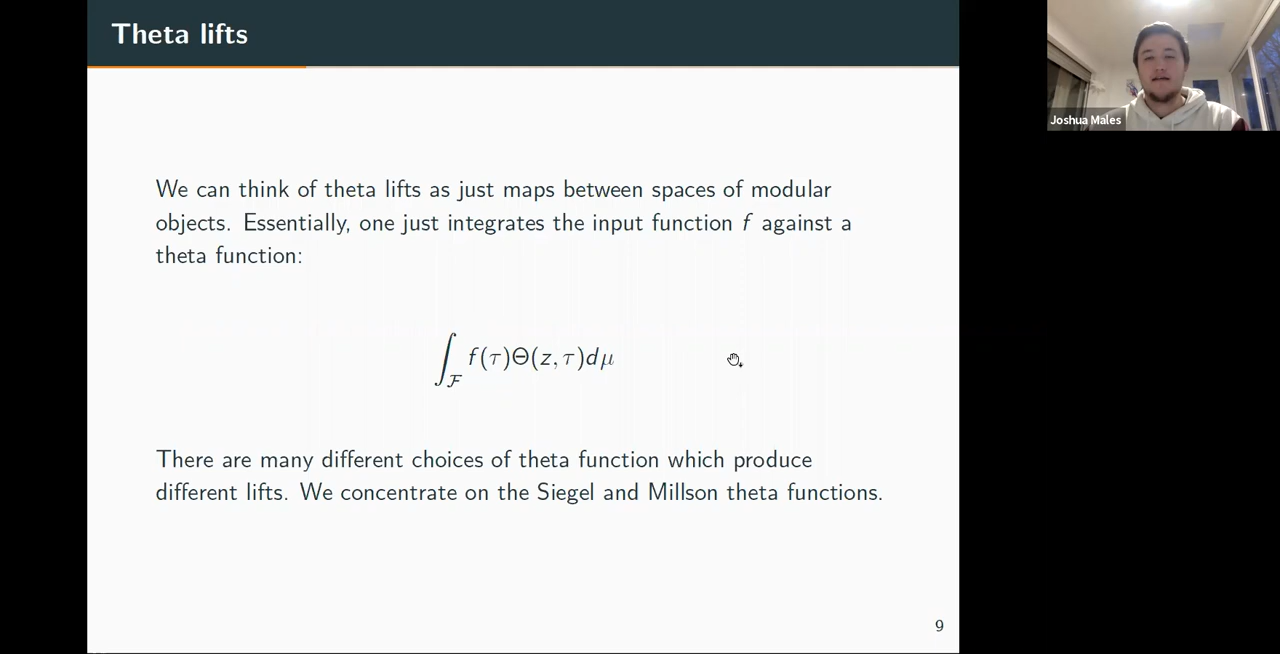 Theta lifts
Joshua Males
We can think of theta lifts as just maps between spaces of modular
objects. Essentially, one just integrates the input function f against a
theta function:
∫_ℱ f(τ)Θ(z, τ)dμ
There are many different choices of theta function which produce
different lifts. We concentrate on the Siegel and Millson theta functions.
9